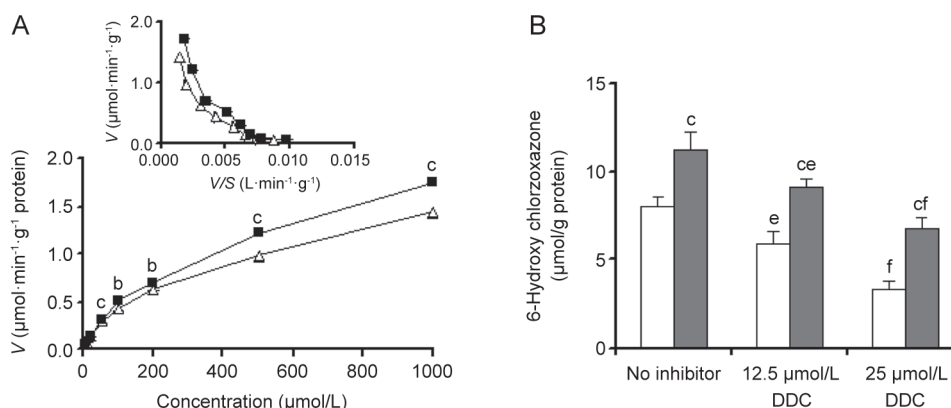 A
V (μmol·min⁻¹·g⁻¹)
2.0
1.0
0.0
0.000 0.005 0.010 0.015
V/S (L·min⁻¹·g⁻¹)
V (μmol·min⁻¹·g⁻¹ protein)
2.0
1.5
1.0
0.5
0.0
c b b c c
0 200 400 600 800 1000
Concentration (μmol/L)
B
6-Hydroxy chlorzoxazone
(μmol/g protein)
15
10
5
0
c
e ce
f cf
No inhibitor 12.5 μmol/L 25 μmol/L
DDC DDC